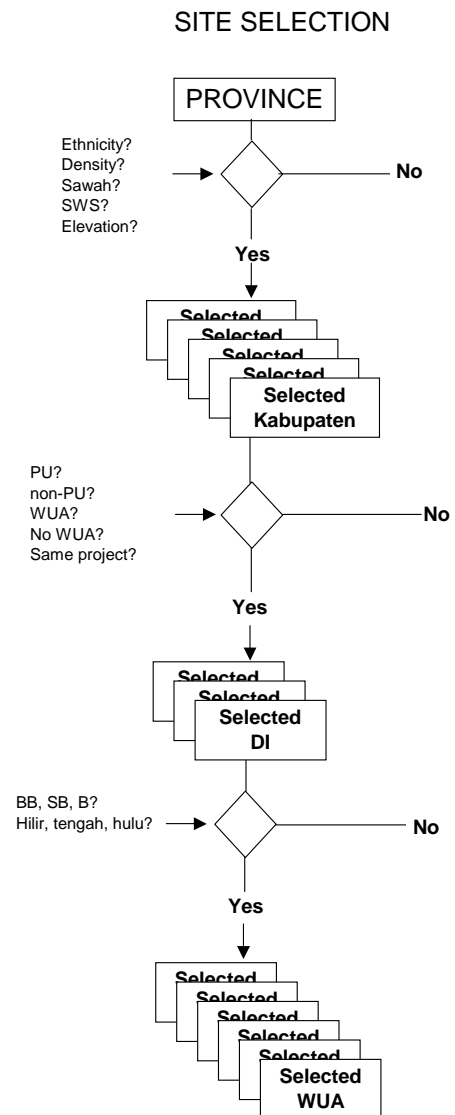 SITE SELECTION
PROVINCE
Ethnicity?
Density?
Sawah?
SWS?
Elevation?
No
Yes
Selected
Selected
Selected
Selected
Selected
Kabupaten
PU?
non-PU?
WUA?
No WUA?
Same project?
No
Yes
Selected
Selected
Selected
DI
BB, SB, B?
Hilir, tengah, hulu?
No
Yes
Selected
Selected
Selected
Selected
Selected
Selected
WUA